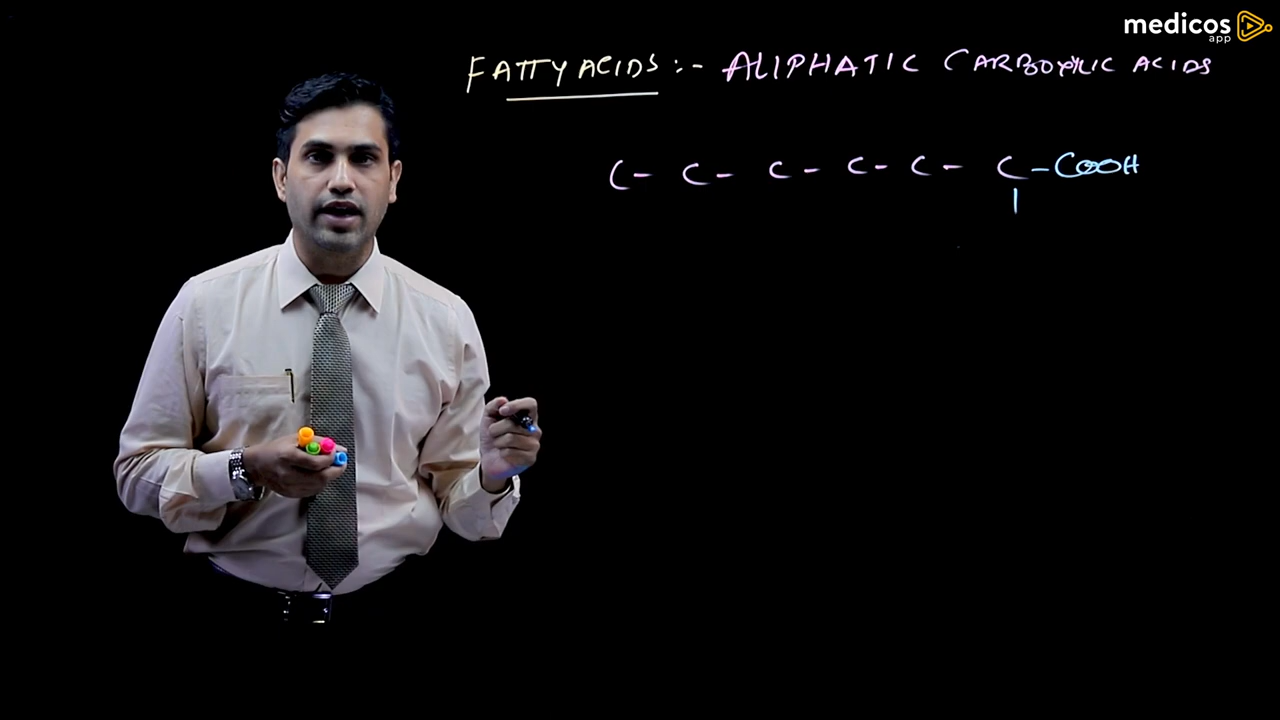 medicos
app
FATTY ACIDS :- ALIPHATIC CARBOXYLIC ACIDS
C - C - C - C - C - C - COOH